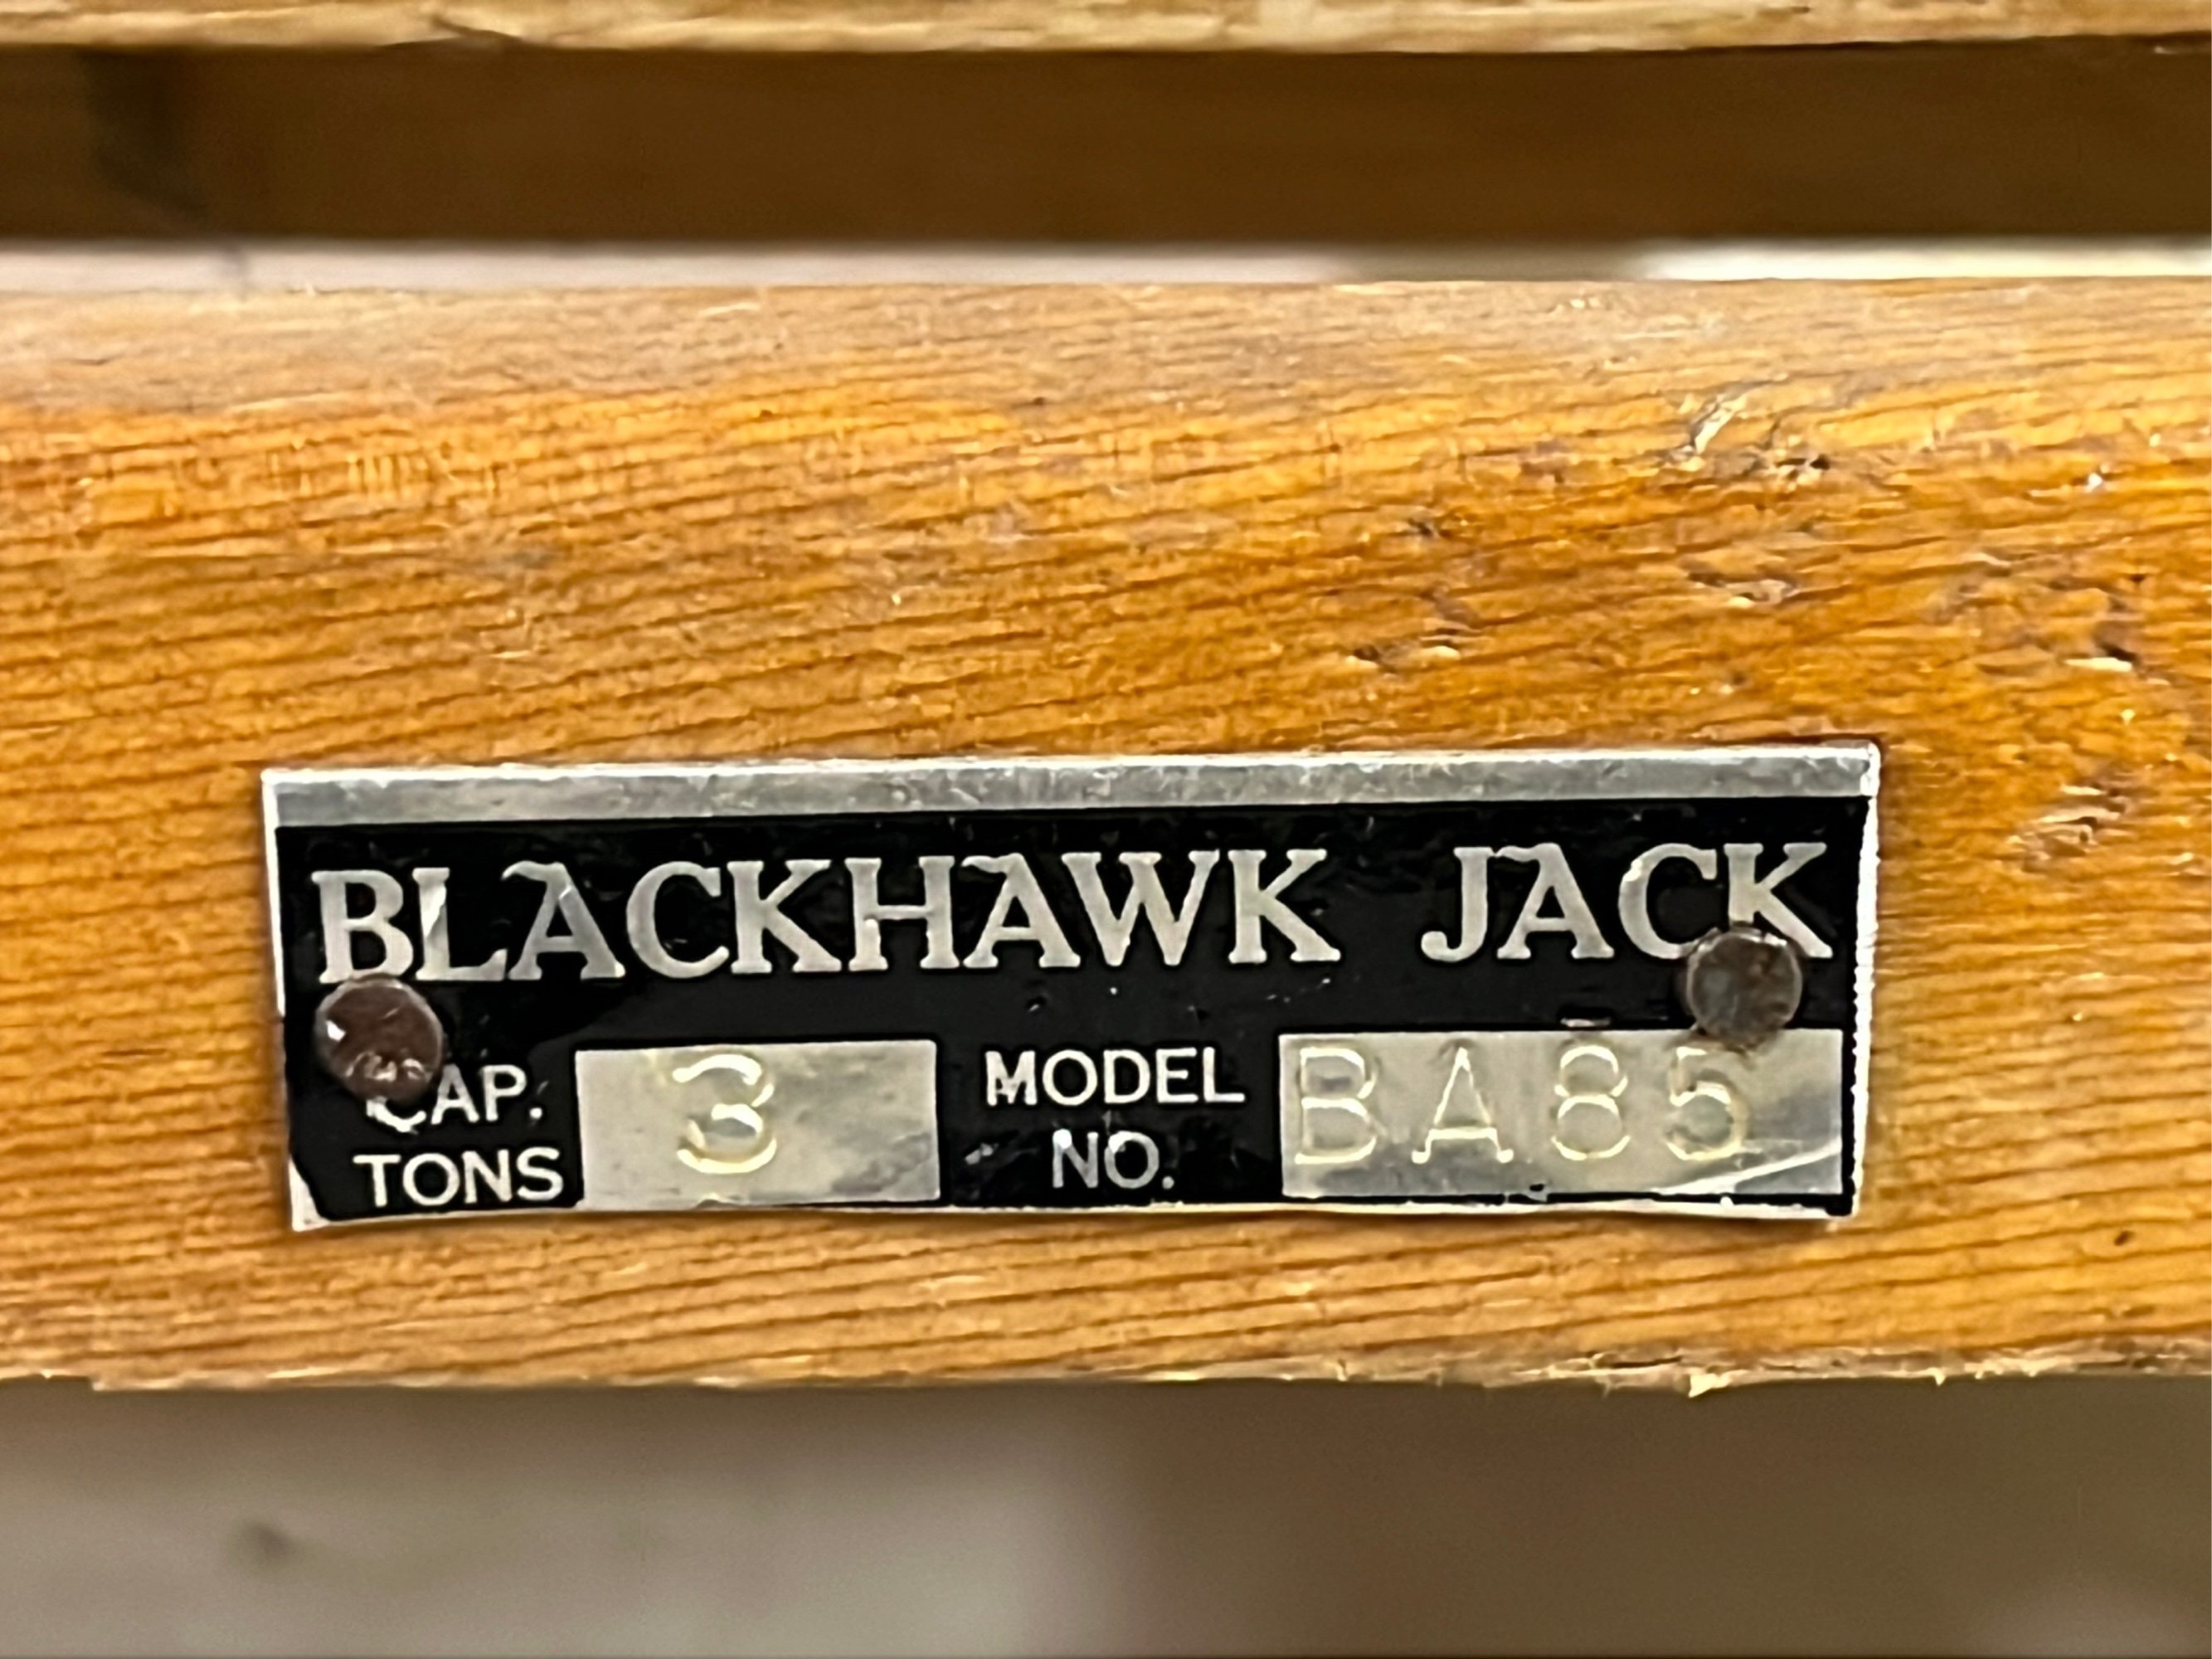 BLACKHAWK JACK
CAP. TONS 3 MODEL NO. BA85